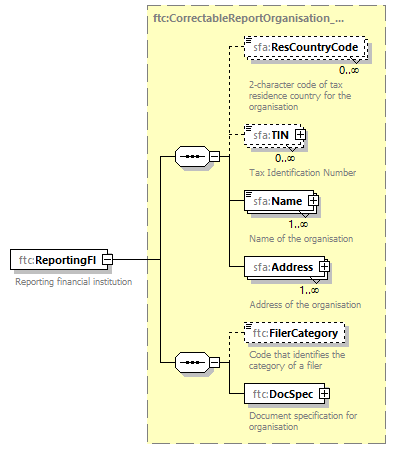 ftc:CorrectableReportOrganisation_...
sfa:ResCountryCode
0..∞
2-character code of tax
residence country for the
organisation
sfa:TIN
0..∞
Tax Identification Number
sfa:Name
1..∞
Name of the organisation
ftc:ReportingFI
Reporting financial institution
sfa:Address
1..∞
Address of the organisation
ftc:FilerCategory
Code that identifies the
category of a filer
ftc:DocSpec
Document specification for
organisation